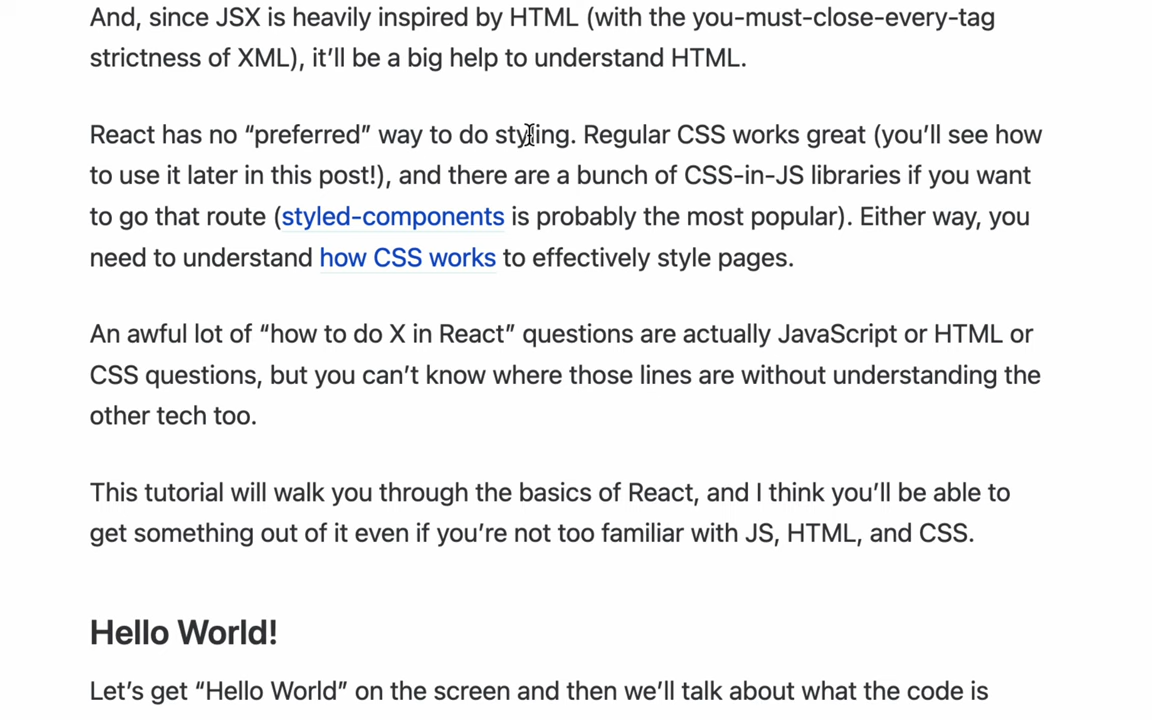 And, since JSX is heavily inspired by HTML (with the you-must-close-every-tag
strictness of XML), it’ll be a big help to understand HTML.
React has no “preferred” way to do styling. Regular CSS works great (you’ll see how
to use it later in this post!), and there are a bunch of CSS-in-JS libraries if you want
to go that route (styled-components is probably the most popular). Either way, you
need to understand how CSS works to effectively style pages.
An awful lot of “how to do X in React” questions are actually JavaScript or HTML or
CSS questions, but you can’t know where those lines are without understanding the
other tech too.
This tutorial will walk you through the basics of React, and I think you’ll be able to
get something out of it even if you’re not too familiar with JS, HTML, and CSS.
Hello World!
Let’s get “Hello World” on the screen and then we’ll talk about what the code is